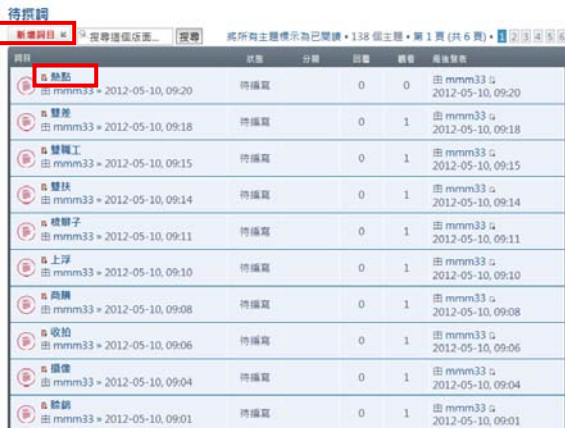 待撰詞
新增詞目 搜尋這個版面... 搜尋 將所有主題標示為已閱讀 • 138 個主題 • 第 1 頁 (共 6 頁) • 1 2 3 4 5 6
詞目 狀態 分類 回覆 觀看 最後發表
熱點
由 mmm33 » 2012-05-10, 09:20 待編寫 0 0 由 mmm33
2012-05-10, 09:20
雙差
由 mmm33 » 2012-05-10, 09:18 待編寫 0 1 由 mmm33
2012-05-10, 09:18
雙職工
由 mmm33 » 2012-05-10, 09:15 待編寫 0 1 由 mmm33
2012-05-10, 09:15
雙扶
由 mmm33 » 2012-05-10, 09:14 待編寫 0 1 由 mmm33
2012-05-10, 09:14
梳辮子
由 mmm33 » 2012-05-10, 09:11 待編寫 0 1 由 mmm33
2012-05-10, 09:11
上浮
由 mmm33 » 2012-05-10, 09:10 待編寫 0 1 由 mmm33
2012-05-10, 09:10
商購
由 mmm33 » 2012-05-10, 09:08 待編寫 0 1 由 mmm33
2012-05-10, 09:08
收拍
由 mmm33 » 2012-05-10, 09:06 待編寫 0 1 由 mmm33
2012-05-10, 09:06
攝像
由 mmm33 » 2012-05-10, 09:04 待編寫 0 1 由 mmm33
2012-05-10, 09:04
賒銷
由 mmm33 » 2012-05-10, 09:01 待編寫 0 1 由 mmm33
2012-05-10, 09:01